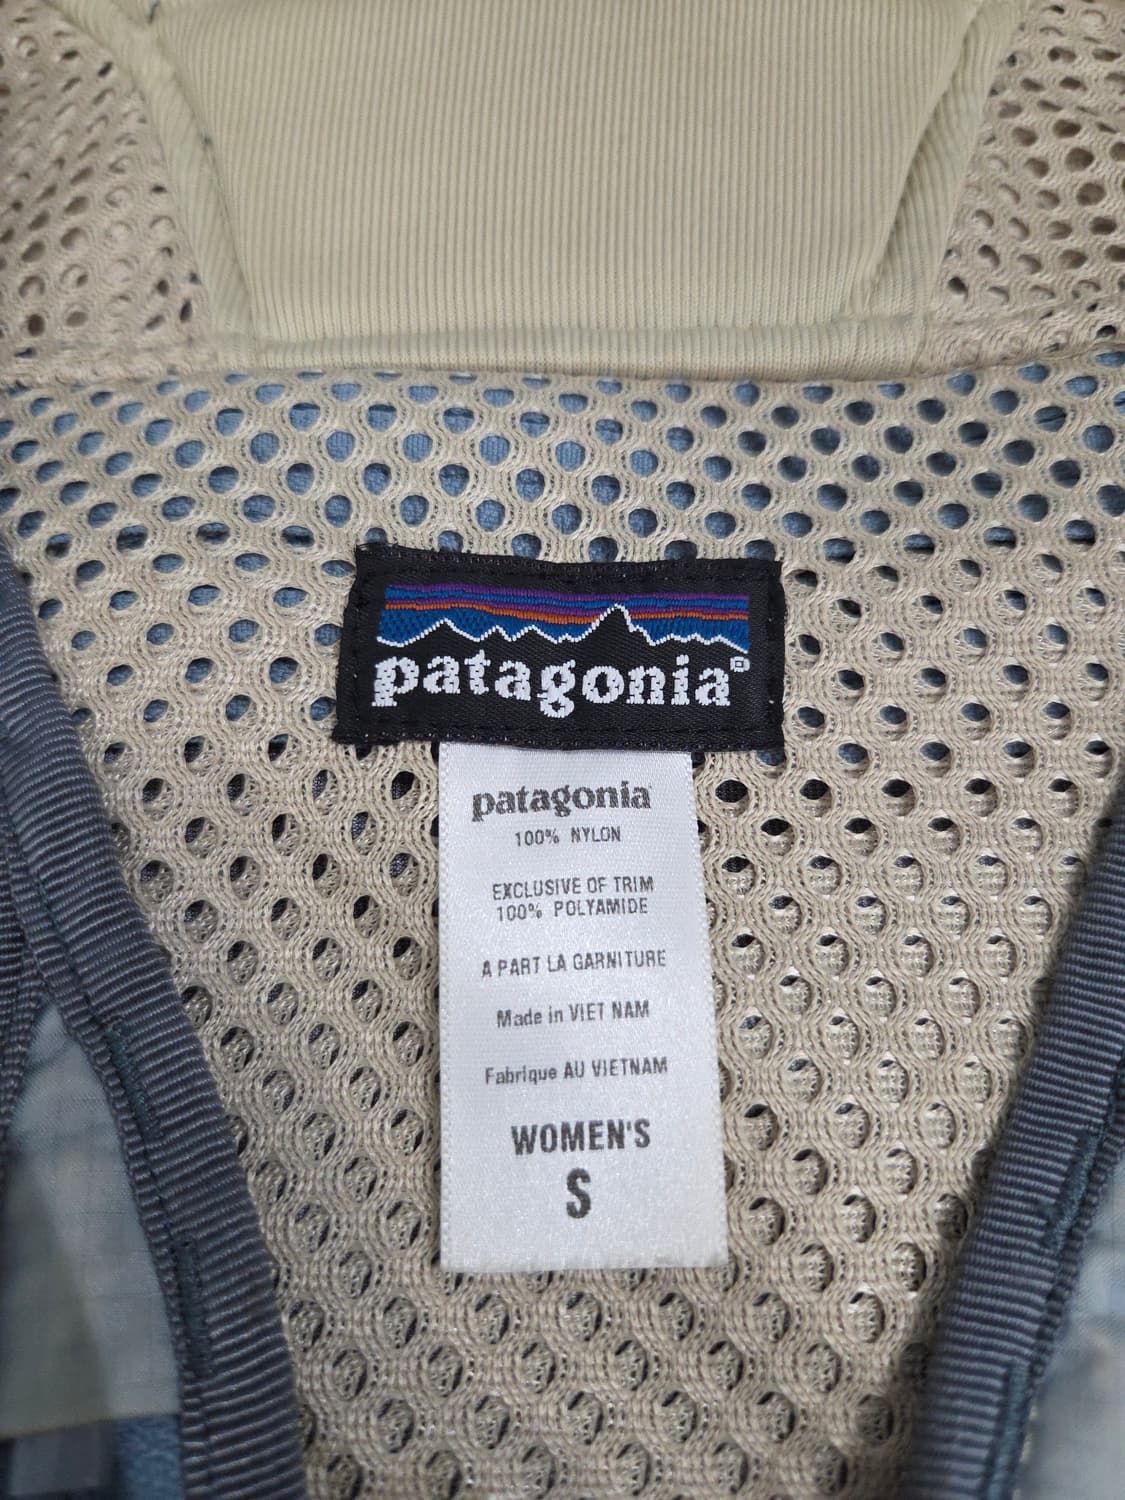 patagonia®
patagonia
100% NYLON
EXCLUSIVE OF TRIM
100% POLYAMIDE
A PART LA GARNITURE
Made in VIET NAM
Fabrique AU VIETNAM
WOMEN'S
S